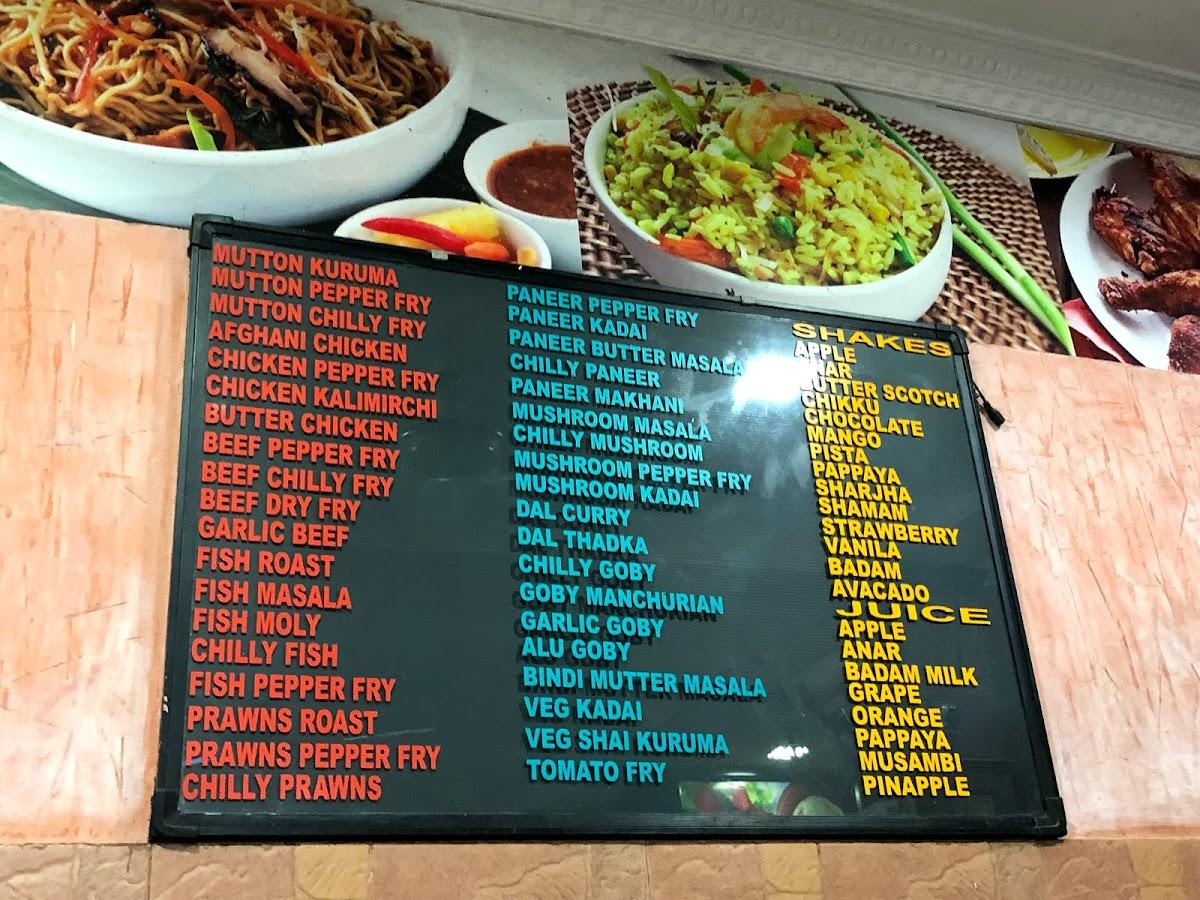 MUTTON KURUMA
MUTTON PEPPER FRY
MUTTON CHILLY FRY
AFGHANI CHICKEN
CHICKEN PEPPER FRY
CHICKEN KALIMIRCHI
BUTTER CHICKEN
BEEF PEPPER FRY
BEEF CHILLY FRY
BEEF DRY FRY
GARLIC BEEF
FISH ROAST
FISH MASALA
FISH MOLY
CHILLY FISH
FISH PEPPER FRY
PRAWNS ROAST
PRAWNS PEPPER FRY
CHILLY PRAWNS
PANEER PEPPER FRY
PANEER KADAI
PANEER BUTTER MASALA
CHILLY PANEER
PANEER MAKHANI
MUSHROOM MASALA
CHILLY MUSHROOM
MUSHROOM PEPPER FRY
MUSHROOM KADAI
DAL CURRY
DAL THADKA
CHILLY GOBY
GOBY MANCHURIAN
GARLIC GOBY
ALU GOBY
BINDI MUTTER MASALA
VEG KADAI
VEG SHAI KURUMA
TOMATO FRY
SHAKES
APPLE
ANAR
BUTTER SCOTCH
CHIKKU
CHOCOLATE
MANGO
PISTA
PAPPAYA
SHARJHA
SHAMAM
STRAWBERRY
VANILA
BADAM
AVACADO
JUICE
APPLE
ANAR
BADAM MILK
GRAPE
ORANGE
PAPPAYA
MUSAMBI
PINAPPLE